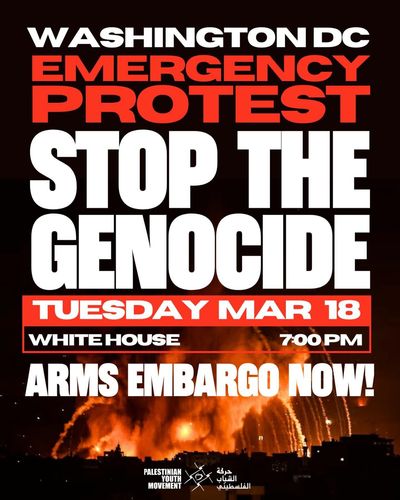 WASHINGTON DC
EMERGENCY
PROTEST
STOP THE
GENOCIDE
TUESDAY MAR 18
WHITE HOUSE 7:00 PM
ARMS EMBARGO NOW!
PALESTINIAN
YOUTH
MOVEMENT
حركة
الشباب
الفلسطيني